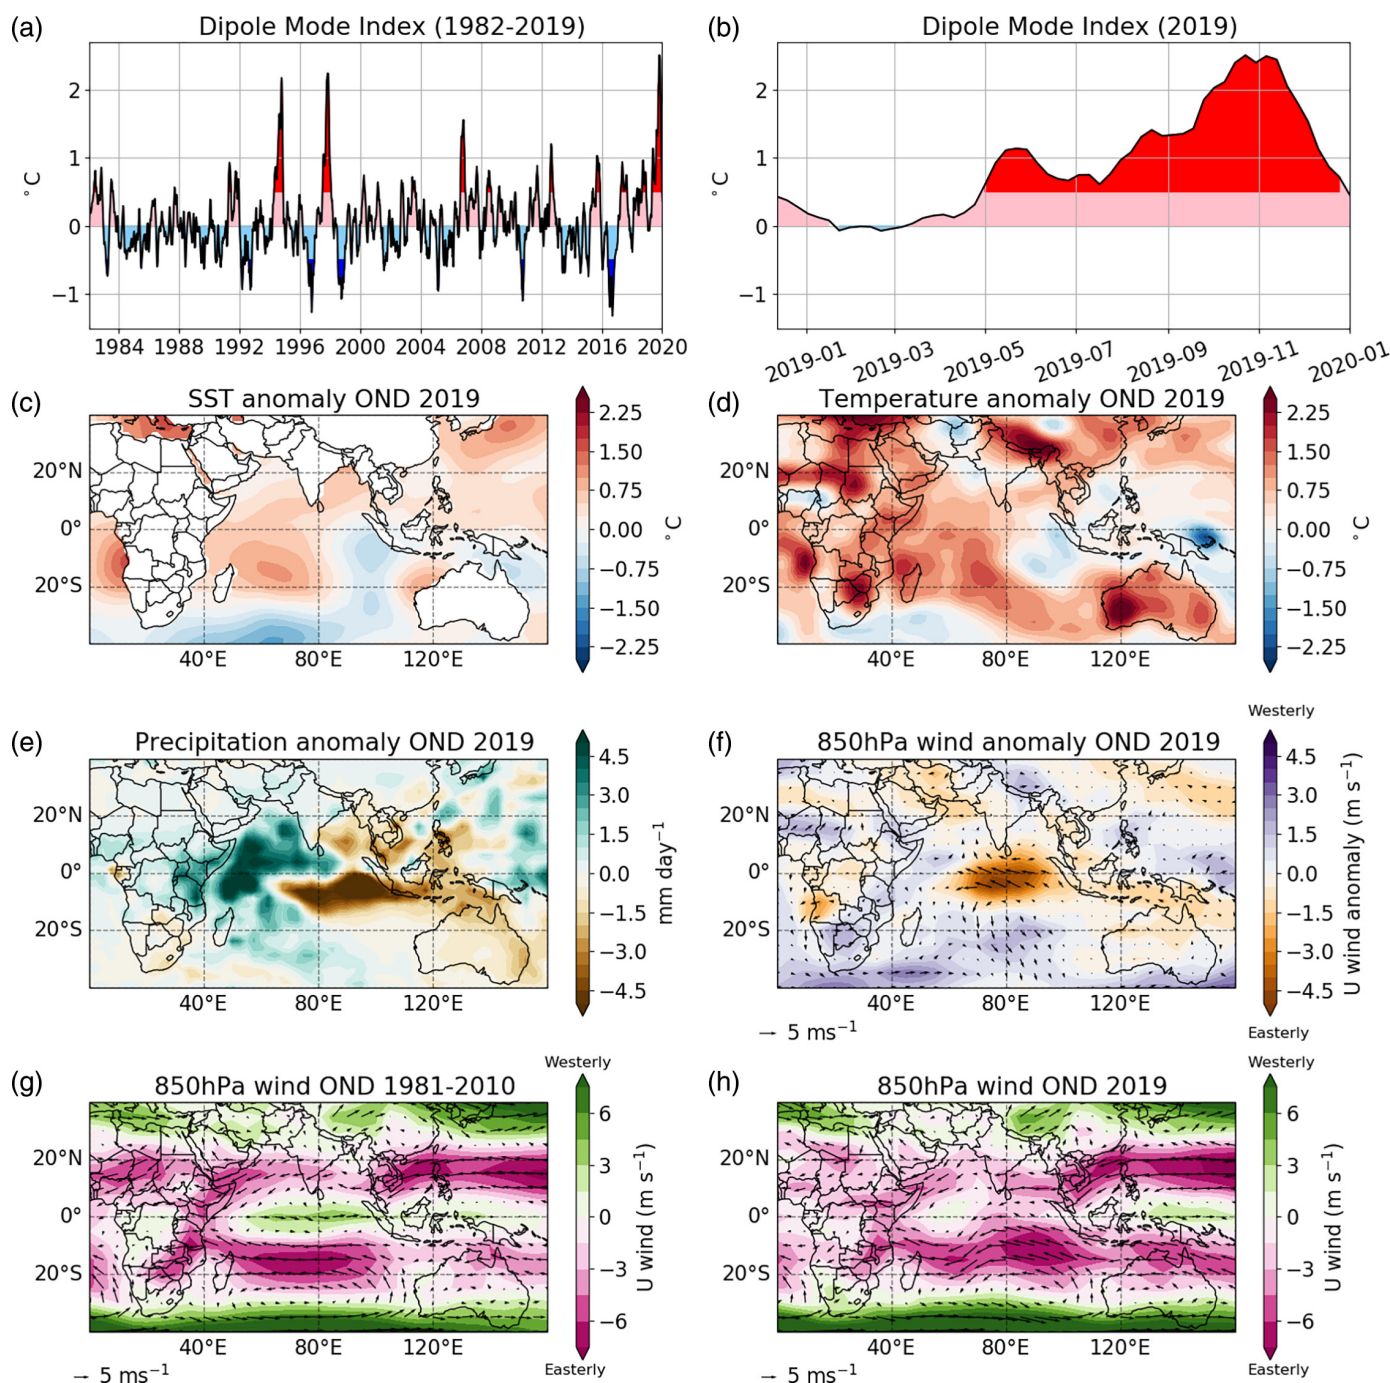 (a) Dipole Mode Index (1982-2019)
°C
2
1
0
−1
1984 1988 1992 1996 2000 2004 2008 2012 2016 2020
(b) Dipole Mode Index (2019)
°C
2
1
0
−1
2019-01 2019-03 2019-05 2019-07 2019-09 2019-11 2020-01
(c) SST anomaly OND 2019
20°N
0°
20°S
40°E 80°E 120°E
2.25
1.50
0.75
0.00
−0.75
−1.50
−2.25
°C
(d) Temperature anomaly OND 2019
20°N
0°
20°S
40°E 80°E 120°E
2.25
1.50
0.75
0.00
−0.75
−1.50
−2.25
°C
(e) Precipitation anomaly OND 2019
20°N
0°
20°S
40°E 80°E 120°E
4.5
3.0
1.5
0.0
−1.5
−3.0
−4.5
mm day⁻¹
(f) 850hPa wind anomaly OND 2019
20°N
0°
20°S
40°E 80°E 120°E
→ 5 ms⁻¹
Westerly
4.5
3.0
1.5
0.0
−1.5
−3.0
−4.5
Easterly
U wind anomaly (m s⁻¹)
(g) 850hPa wind OND 1981-2010
20°N
0°
20°S
40°E 80°E 120°E
→ 5 ms⁻¹
Westerly
6
3
0
−3
−6
Easterly
U wind (m s⁻¹)
(h) 850hPa wind OND 2019
20°N
0°
20°S
40°E 80°E 120°E
→ 5 ms⁻¹
Westerly
6
3
0
−3
−6
Easterly
U wind (m s⁻¹)